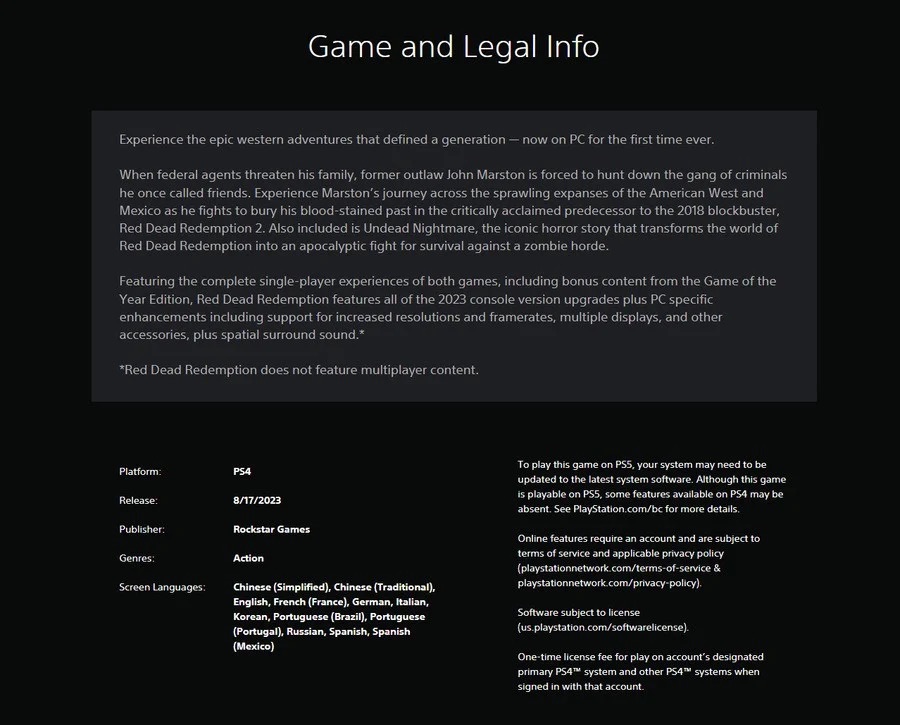 Game and Legal Info
Experience the epic western adventures that defined a generation — now on PC for the first time ever.
When federal agents threaten his family, former outlaw John Marston is forced to hunt down the gang of criminals
he once called friends. Experience Marston's journey across the sprawling expanses of the American West and
Mexico as he fights to bury his blood-stained past in the critically acclaimed predecessor to the 2018 blockbuster,
Red Dead Redemption 2. Also included is Undead Nightmare, the iconic horror story that transforms the world of
Red Dead Redemption into an apocalyptic fight for survival against a zombie horde.
Featuring the complete single-player experiences of both games, including bonus content from the Game of the
Year Edition, Red Dead Redemption features all of the 2023 console version upgrades plus PC specific
enhancements including support for increased resolutions and framerates, multiple displays, and other
accessories, plus spatial surround sound.*
*Red Dead Redemption does not feature multiplayer content.
Platform: PS4
Release: 8/17/2023
Publisher: Rockstar Games
Genres: Action
Screen Languages: Chinese (Simplified), Chinese (Traditional),
English, French (France), German, Italian,
Korean, Portuguese (Brazil), Portuguese
(Portugal), Russian, Spanish, Spanish
(Mexico)
To play this game on PS5, your system may need to be
updated to the latest system software. Although this game
is playable on PS5, some features available on PS4 may be
absent. See PlayStation.com/bc for more details.
Online features require an account and are subject to
terms of service and applicable privacy policy
(playstationnetwork.com/terms-of-service &
playstationnetwork.com/privacy-policy).
Software subject to license
(us.playstation.com/softwarelicense).
One-time license fee for play on account's designated
primary PS4™ system and other PS4™ systems when
signed in with that account.